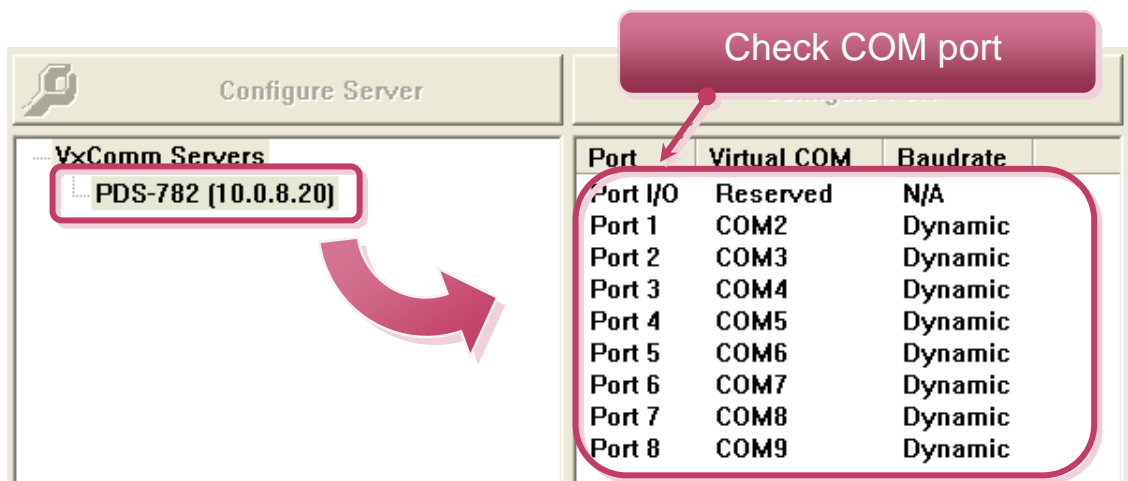 Check COM port
Configure Server
VxComm Servers
PDS-782 (10.0.8.20)
Port Virtual COM Baudrate
Port I/O Reserved N/A
Port 1 COM2 Dynamic
Port 2 COM3 Dynamic
Port 3 COM4 Dynamic
Port 4 COM5 Dynamic
Port 5 COM6 Dynamic
Port 6 COM7 Dynamic
Port 7 COM8 Dynamic
Port 8 COM9 Dynamic